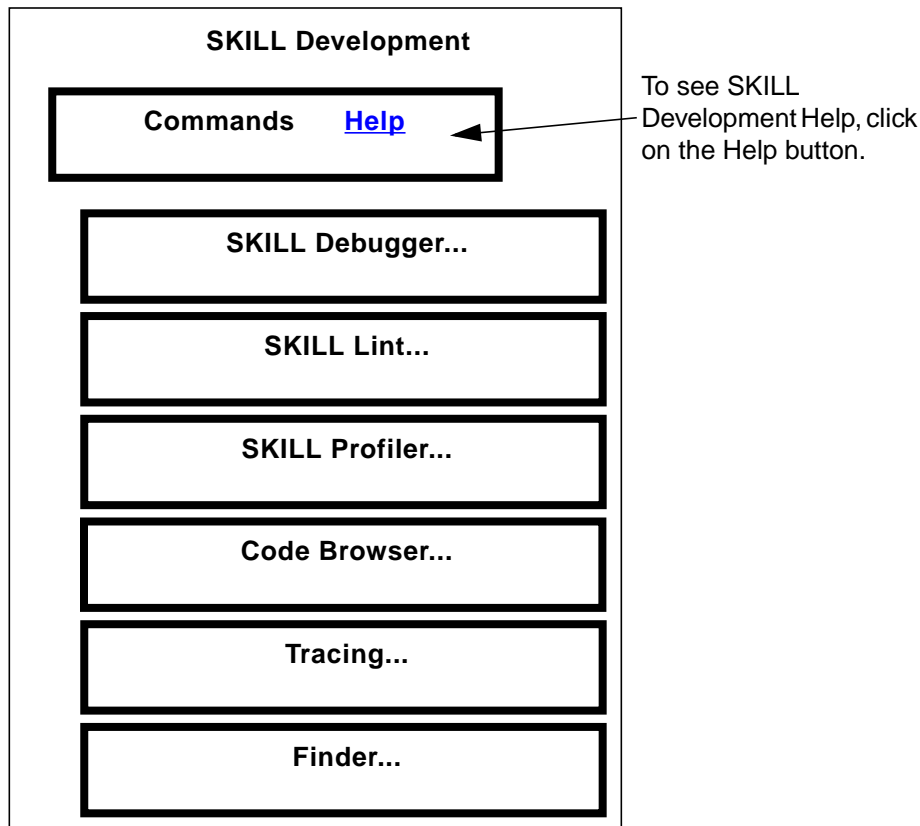 SKILL Development
Commands Help
To see SKILL
Development Help, click
on the Help button.
SKILL Debugger...
SKILL Lint...
SKILL Profiler...
Code Browser...
Tracing...
Finder...